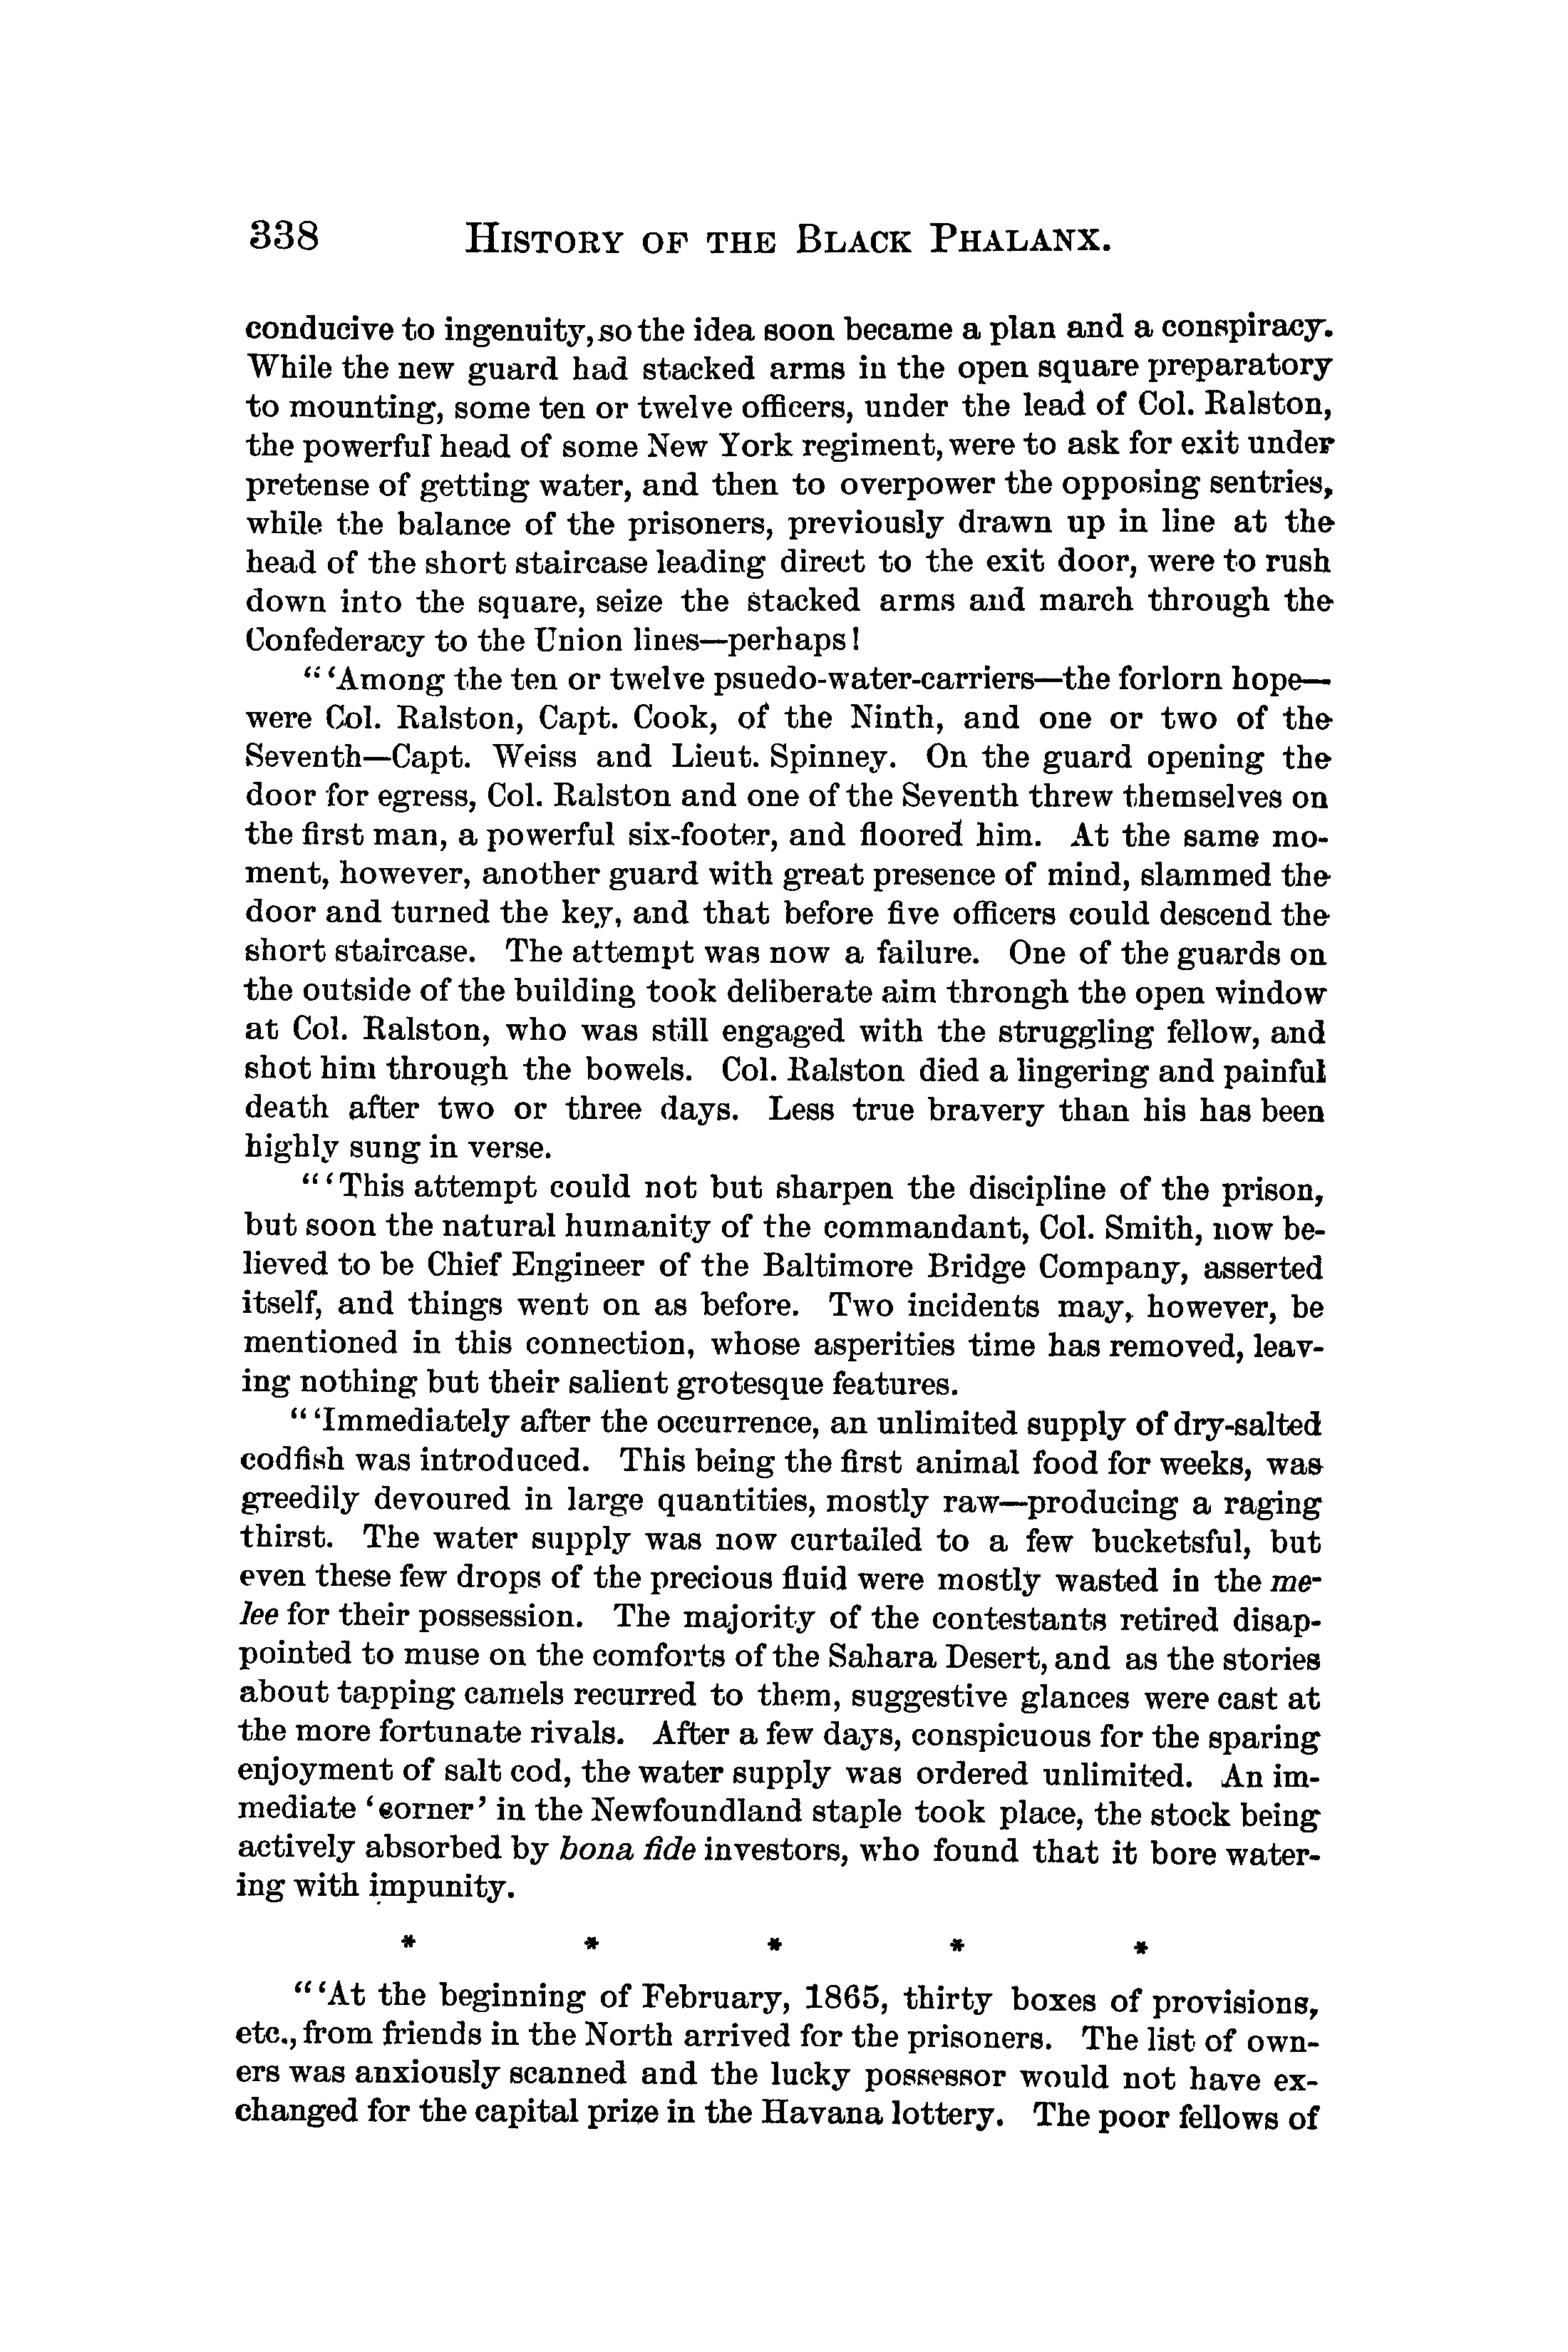 338 HISTORY OF THE BLACK PHALANX.
conducive to ingenuity, so the idea soon became a plan and a conspiracy.
While the new guard had stacked arms in the open square preparatory
to mounting, some ten or twelve officers, under the lead of Col. Ralston,
the powerful head of some New York regiment, were to ask for exit under
pretense of getting water, and then to overpower the opposing sentries,
while the balance of the prisoners, previously drawn up in line at the
head of the short staircase leading direct to the exit door, were to rush
down into the square, seize the stacked arms and march through the
Confederacy to the Union lines—perhaps!
"'Among the ten or twelve psuedo-water-carriers—the forlorn hope—
were Col. Ralston, Capt. Cook, of the Ninth, and one or two of the
Seventh—Capt. Weiss and Lieut. Spinney. On the guard opening the
door for egress, Col. Ralston and one of the Seventh threw themselves on
the first man, a powerful six-footer, and floored him. At the same mo-
ment, however, another guard with great presence of mind, slammed the
door and turned the key, and that before five officers could descend the
short staircase. The attempt was now a failure. One of the guards on
the outside of the building took deliberate aim throngh the open window
at Col. Ralston, who was still engaged with the struggling fellow, and
shot him through the bowels. Col. Ralston died a lingering and painful
death after two or three days. Less true bravery than his has been
highly sung in verse.
"'This attempt could not but sharpen the discipline of the prison,
but soon the natural humanity of the commandant, Col. Smith, now be-
lieved to be Chief Engineer of the Baltimore Bridge Company, asserted
itself, and things went on as before. Two incidents may, however, be
mentioned in this connection, whose asperities time has removed, leav-
ing nothing but their salient grotesque features.
"'Immediately after the occurrence, an unlimited supply of dry-salted
codfish was introduced. This being the first animal food for weeks, was
greedily devoured in large quantities, mostly raw—producing a raging
thirst. The water supply was now curtailed to a few bucketsful, but
even these few drops of the precious fluid were mostly wasted in the me-
lee for their possession. The majority of the contestants retired disap-
pointed to muse on the comforts of the Sahara Desert, and as the stories
about tapping camels recurred to them, suggestive glances were cast at
the more fortunate rivals. After a few days, conspicuous for the sparing
enjoyment of salt cod, the water supply was ordered unlimited. An im-
mediate 'corner' in the Newfoundland staple took place, the stock being
actively absorbed by bona fide investors, who found that it bore water-
ing with impunity.
* * * * *
"'At the beginning of February, 1865, thirty boxes of provisions,
etc., from friends in the North arrived for the prisoners. The list of own-
ers was anxiously scanned and the lucky possessor would not have ex-
changed for the capital prize in the Havana lottery. The poor fellows of